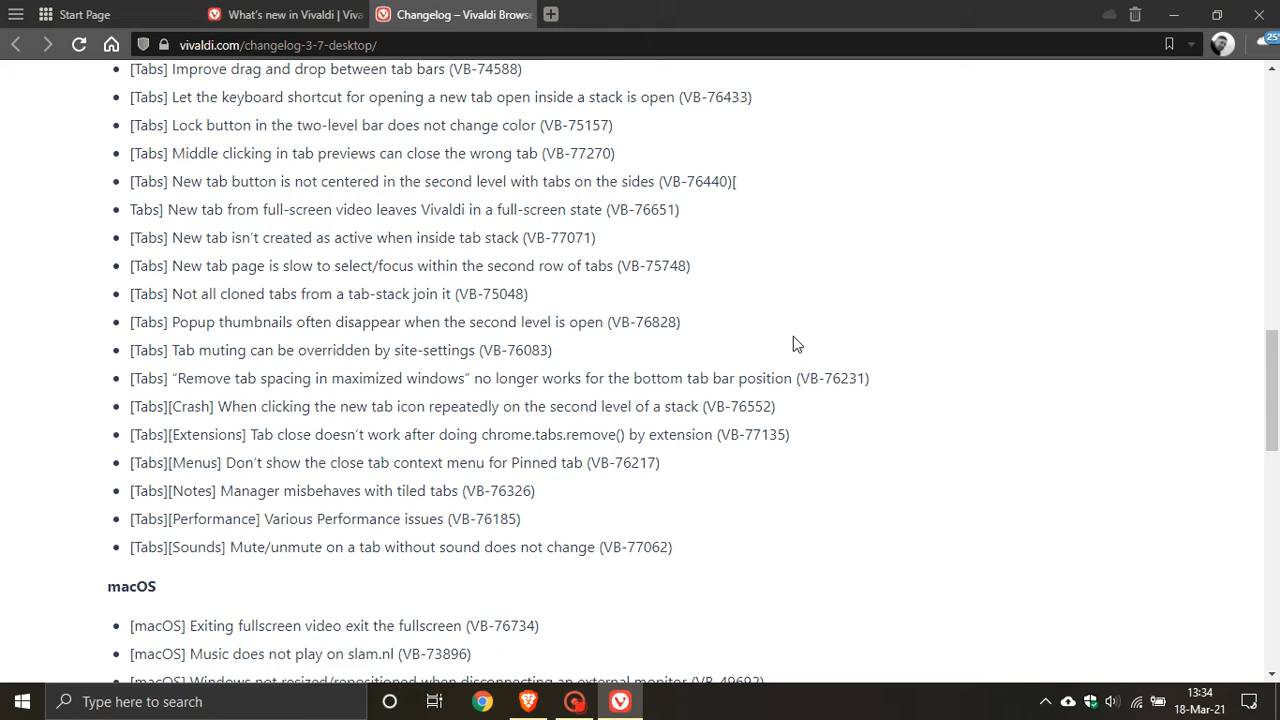 Start Page
What's new in Vivaldi | Viva
Changelog – Vivaldi Brows
vivaldi.com/changelog-3-7-desktop/
25°
[Tabs] Improve drag and drop between tab bars (VB-74588)
[Tabs] Let the keyboard shortcut for opening a new tab open inside a stack is open (VB-76433)
[Tabs] Lock button in the two-level bar does not change color (VB-75157)
[Tabs] Middle clicking in tab previews can close the wrong tab (VB-77270)
[Tabs] New tab button is not centered in the second level with tabs on the sides (VB-76440)[
Tabs] New tab from full-screen video leaves Vivaldi in a full-screen state (VB-76651)
[Tabs] New tab isn't created as active when inside tab stack (VB-77071)
[Tabs] New tab page is slow to select/focus within the second row of tabs (VB-75748)
[Tabs] Not all cloned tabs from a tab-stack join it (VB-75048)
[Tabs] Popup thumbnails often disappear when the second level is open (VB-76828)
[Tabs] Tab muting can be overridden by site-settings (VB-76083)
[Tabs] “Remove tab spacing in maximized windows” no longer works for the bottom tab bar position (VB-76231)
[Tabs][Crash] When clicking the new tab icon repeatedly on the second level of a stack (VB-76552)
[Tabs][Extensions] Tab close doesn't work after doing chrome.tabs.remove() by extension (VB-77135)
[Tabs][Menus] Don't show the close tab context menu for Pinned tab (VB-76217)
[Tabs][Notes] Manager misbehaves with tiled tabs (VB-76326)
[Tabs][Performance] Various Performance issues (VB-76185)
[Tabs][Sounds] Mute/unmute on a tab without sound does not change (VB-77062)
macOS
[macOS] Exiting fullscreen video exit the fullscreen (VB-76734)
[macOS] Music does not play on slam.nl (VB-73896)
[macOS] Windows not resized/repositioned when disconnecting an external monitor (VB-49692)
Type here to search
13:34
18-Mar-21